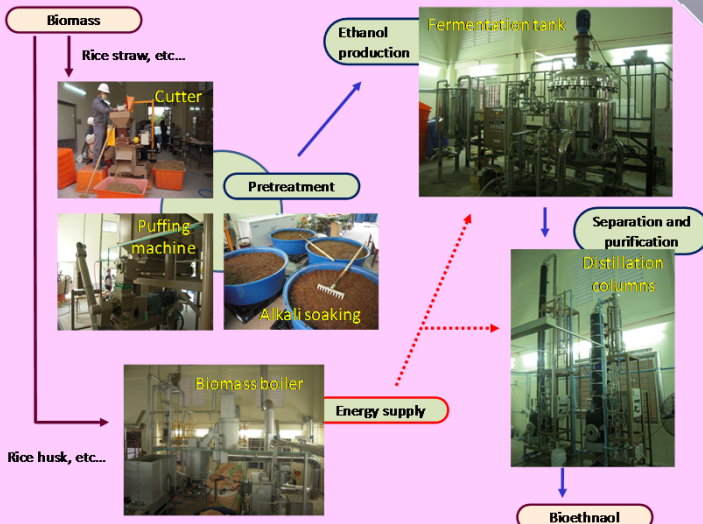 Biomass
Rice straw, etc...
Cutter
Pretreatment
Puffing
machine
Alkali soaking
Ethanol
production
Fermentation tank
Separation and
purification
Distillation
columns
Biomass boiler
Energy supply
Rice husk, etc...
Bioethnaol